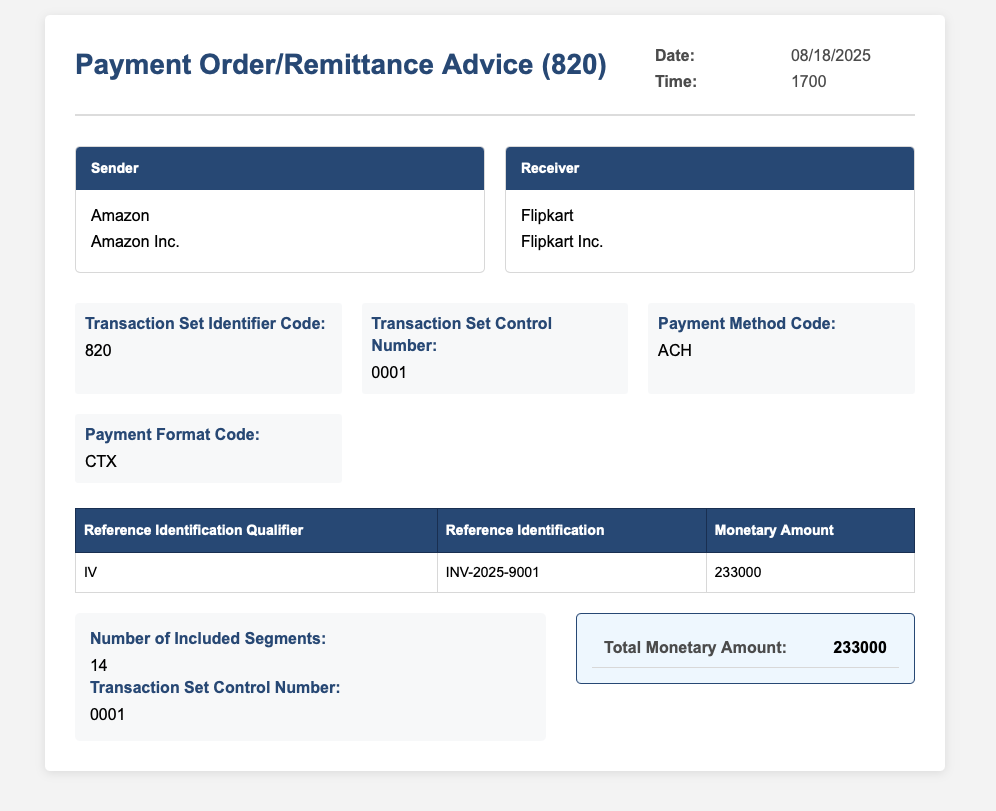 Payment Order/Remittance Advice (820)
Date: 08/18/2025
Time: 1700
Sender
Amazon
Amazon Inc.
Receiver
Flipkart
Flipkart Inc.
Transaction Set Identifier Code:
820
Transaction Set Control
Number:
0001
Payment Method Code:
ACH
Payment Format Code:
CTX
Reference Identification Qualifier Reference Identification Monetary Amount
IV INV-2025-9001 233000
Number of Included Segments:
14
Transaction Set Control Number:
0001
Total Monetary Amount: 233000